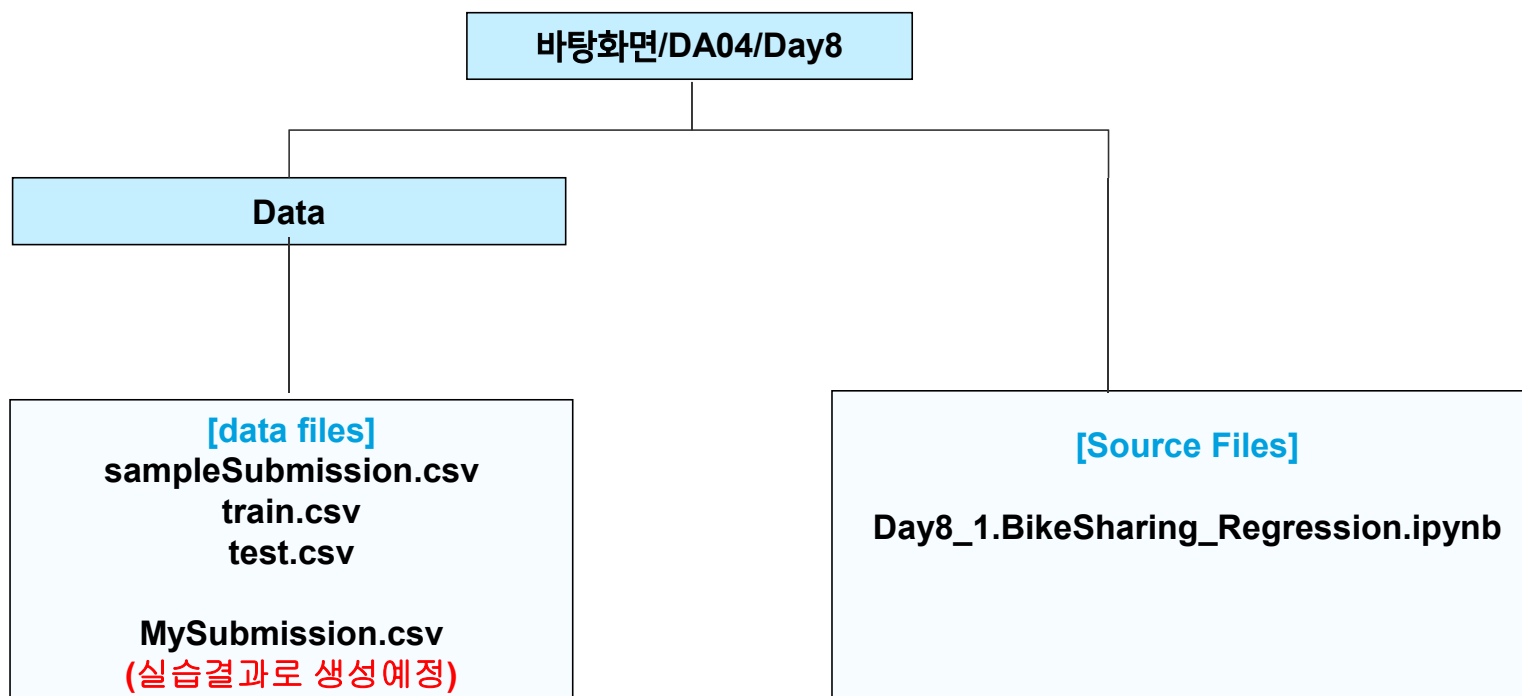 바탕화면/DA04/Day8
Data
[data files]
sampleSubmission.csv
train.csv
test.csv
MySubmission.csv
(실습결과로 생성예정)
[Source Files]
Day8_1.BikeSharing_Regression.ipynb